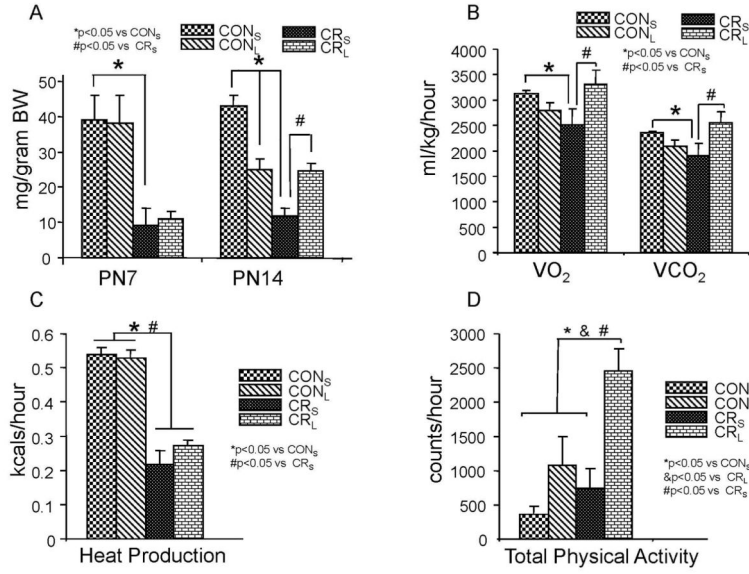 A
*p<0.05 vs CONS
#p<0.05 vs CRS
CONS
CONL
CRS
CRL
mg/gram BW
50
40
30
20
10
0
*
*
#
PN7
PN14
B
CONS
CONL
CRS
CRL
*p<0.05 vs CONS
#p<0.05 vs CRS
ml/kg/hour
4000
3500
3000
2500
2000
1500
1000
500
0
*
#
*
#
VO2
VCO2
C
kcals/hour
0.6
0.5
0.4
0.3
0.2
0.1
0
* #
CONS
CONL
CRS
CRL
*p<0.05 vs CONS
#p<0.05 vs CRS
Heat Production
D
counts/hour
3000
2500
2000
1500
1000
500
0
* & #
CON
CON
CRS
CRL
*p<0.05 vs CONS
&p<0.05 vs CRL
#p<0.05 vs CRS
Total Physical Activity